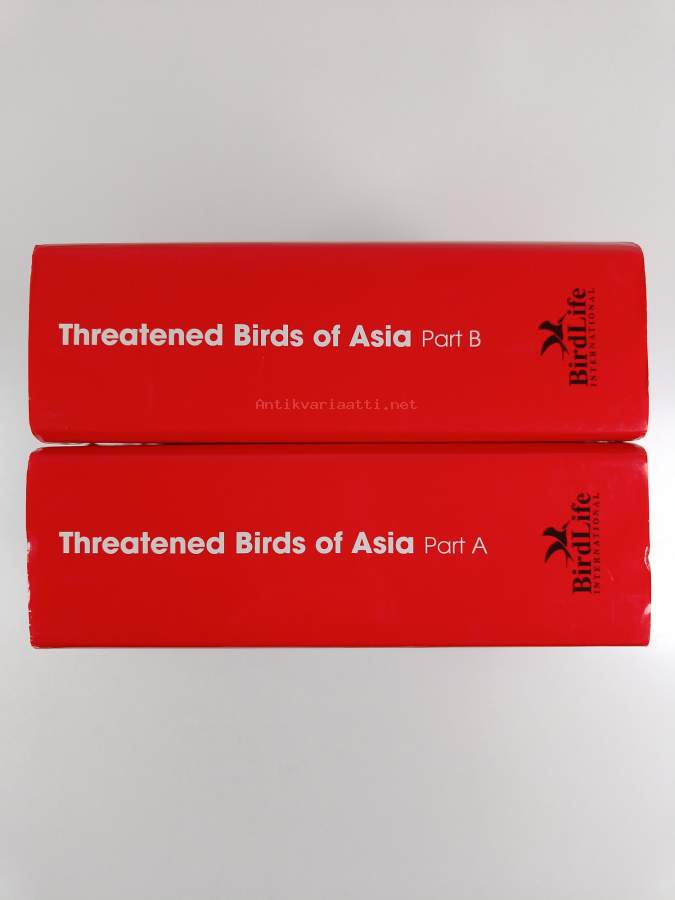 Threatened Birds of Asia Part B
BirdLife
INTERNATIONAL
Antikvariaatti.net
Threatened Birds of Asia Part A
BirdLife
INTERNATIONAL